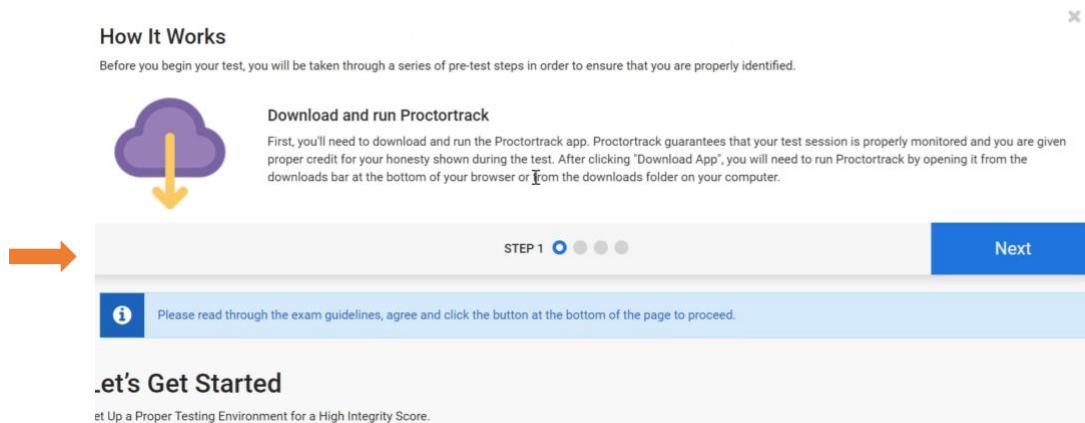 How It Works
Before you begin your test, you will be taken through a series of pre-test steps in order to ensure that you are properly identified.
Download and run Proctortrack
First, you'll need to download and run the Proctortrack app. Proctortrack guarantees that your test session is properly monitored and you are given
proper credit for your honesty shown during the test. After clicking "Download App", you will need to run Proctortrack by opening it from the
downloads bar at the bottom of your browser or from the downloads folder on your computer.
STEP 1
Next
Please read through the exam guidelines, agree and click the button at the bottom of the page to proceed.
Let's Get Started
et Up a Proper Testing Environment for a High Integrity Score.